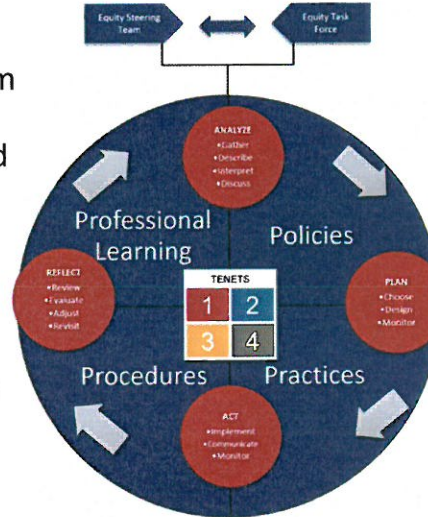 Equity Steering
Team
Equity Task
Force
ANALYZE
•Gather
•Describe
•Interpret
•Discuss
Professional
Learning
Policies
REFLECT
•Review
•Evaluate
•Adjust
•Revisit
TENETS
1 2
3 4
PLAN
•Choose
•Design
•Monitor
Procedures
Practices
ACT
•Implement
•Communicate
•Monitor